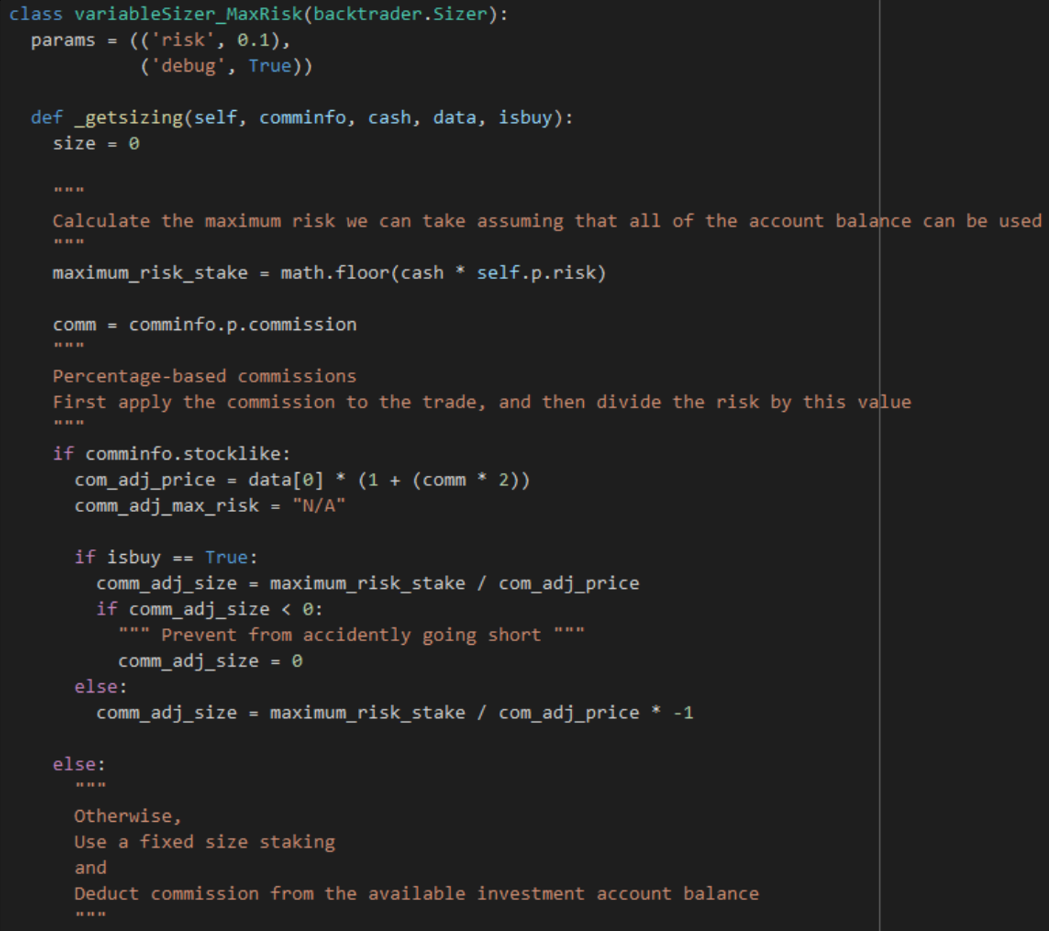 class variableSizer_MaxRisk(backtrader.Sizer):
  params = (('risk', 0.1),
            ('debug', True))
  def _getsizing(self, comminfo, cash, data, isbuy):
    size = 0
    """
    Calculate the maximum risk we can take assuming that all of the account balance can be used
    """
    maximum_risk_stake = math.floor(cash * self.p.risk)
    comm = comminfo.p.commission
    """
    Percentage-based commissions
    First apply the commission to the trade, and then divide the risk by this value
    """
    if comminfo.stocklike:
      com_adj_price = data[0] * (1 + (comm * 2))
      comm_adj_max_risk = "N/A"
      if isbuy == True:
        comm_adj_size = maximum_risk_stake / com_adj_price
        if comm_adj_size < 0:
          """ Prevent from accidently going short """
          comm_adj_size = 0
      else:
        comm_adj_size = maximum_risk_stake / com_adj_price * -1
    else:
      """
      Otherwise,
      Use a fixed size staking
      and
      Deduct commission from the available investment account balance
      """